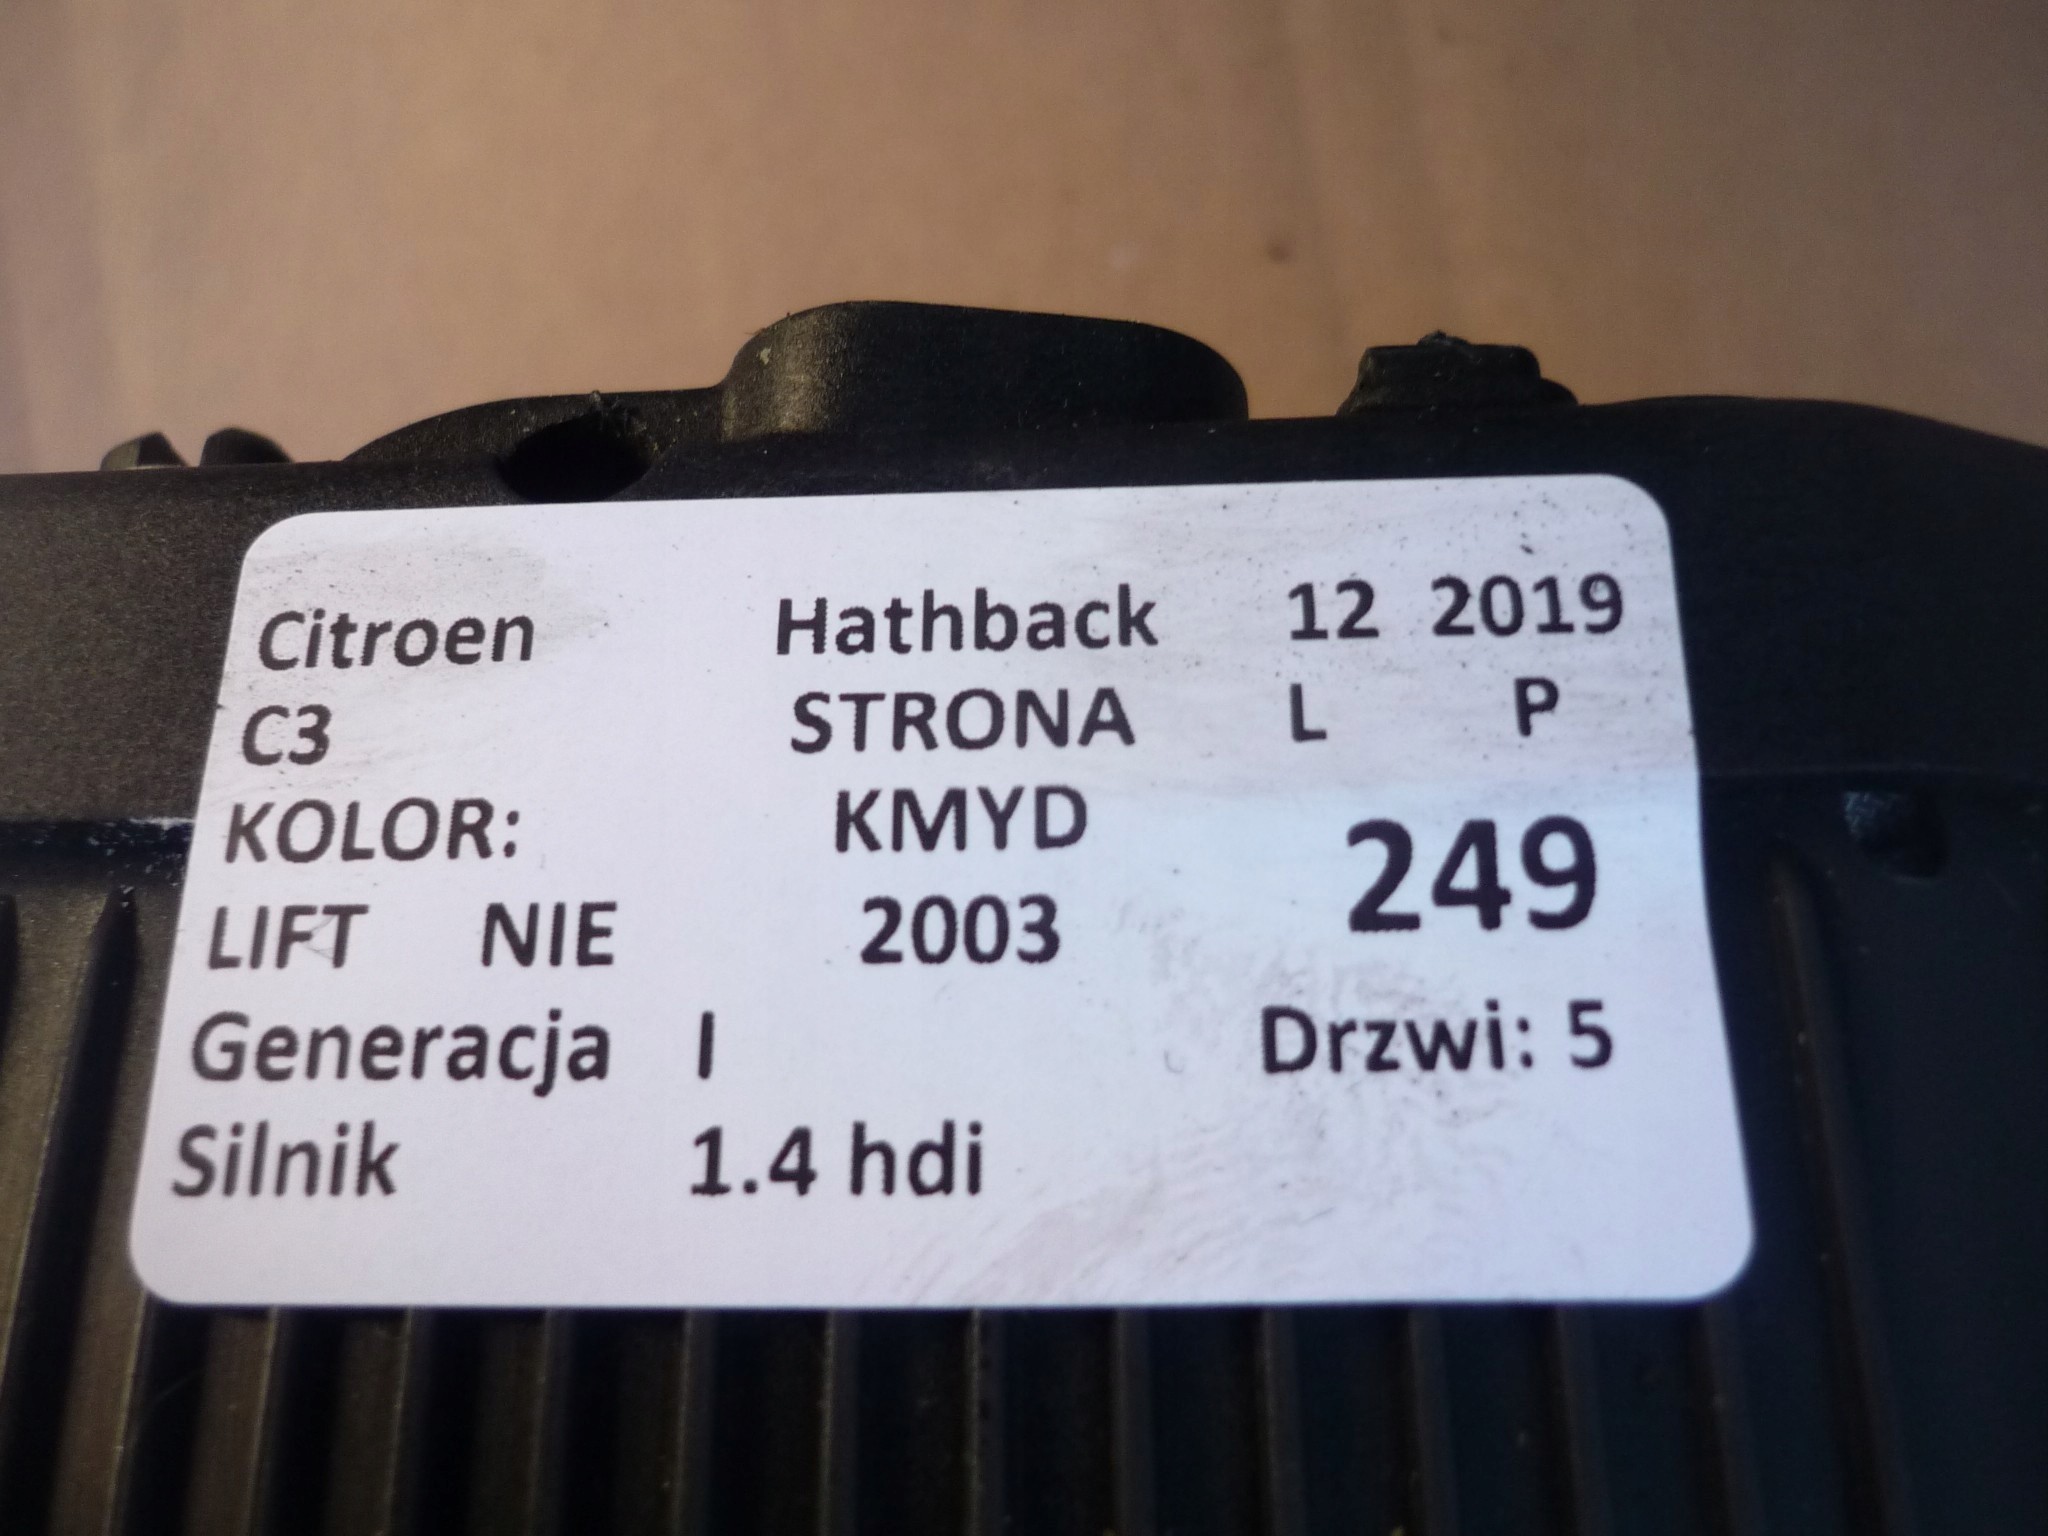 Citroen Hathback 12 2019
C3 STRONA L P
KOLOR: KMYD 249
LIFT NIE 2003
Generacja I Drzwi: 5
Silnik 1.4 hdi